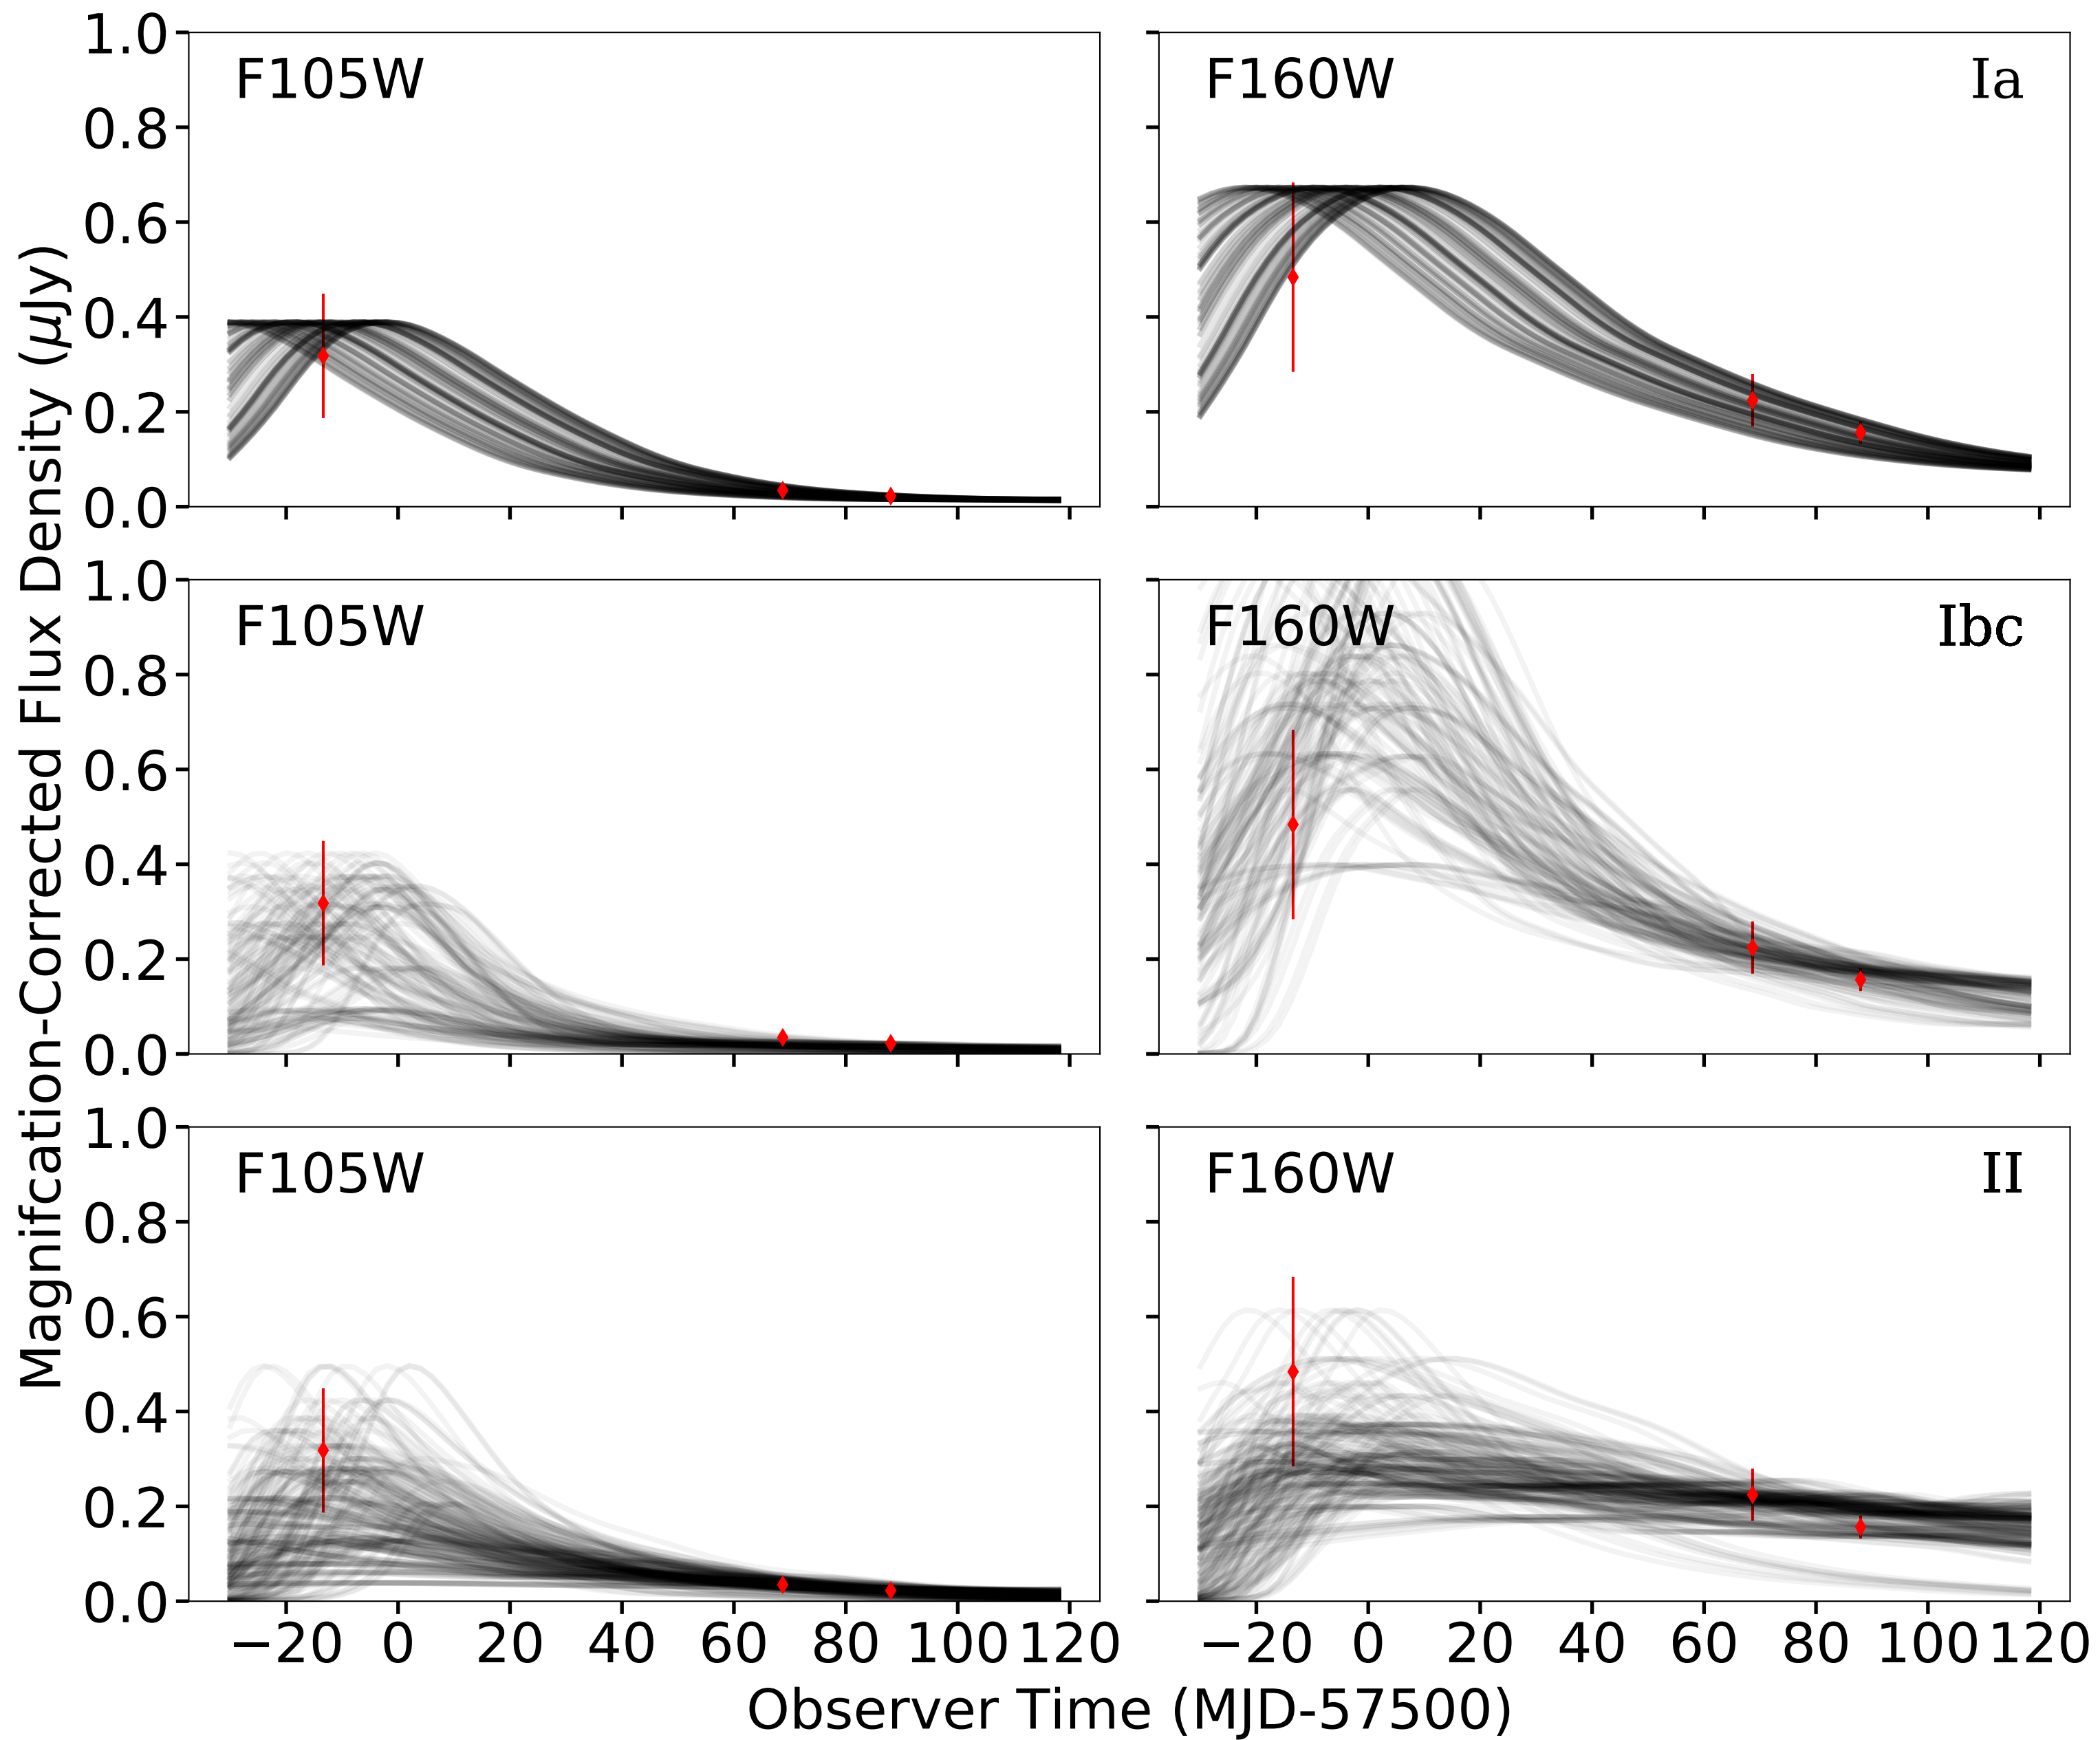 Magnifcation-Corrected Flux Density (μJy)
1.0
0.8
0.6
0.4
0.2
0.0
F105W
F160W
Ia
1.0
0.8
0.6
0.4
0.2
0.0
F105W
F160W
Ibc
1.0
0.8
0.6
0.4
0.2
0.0
F105W
F160W
II
−20 0 20 40 60 80 100 120
−20 0 20 40 60 80 100 120
Observer Time (MJD-57500)